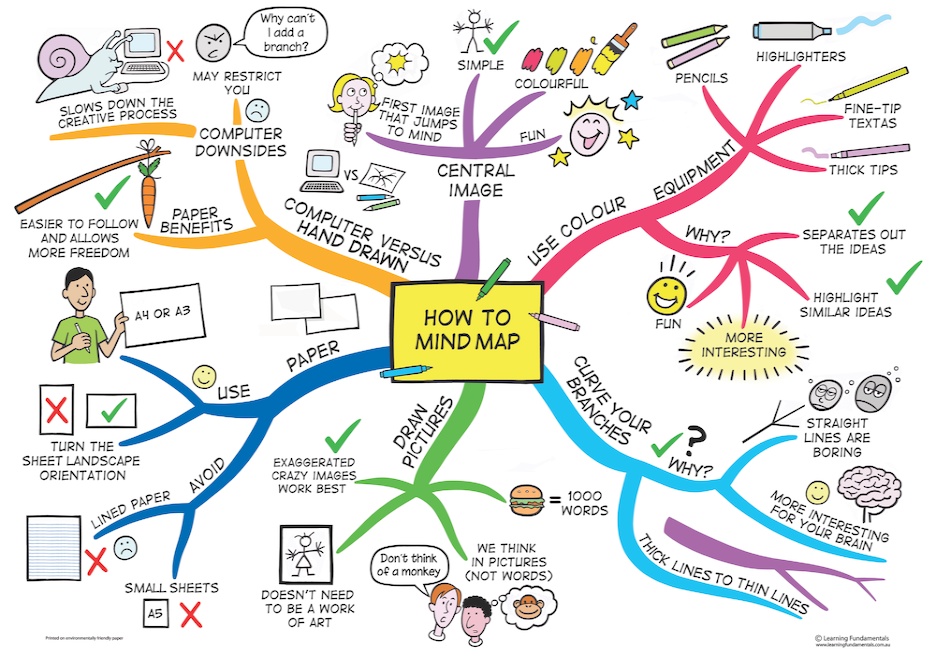 HOW TO
MIND MAP
CENTRAL
IMAGE
FIRST IMAGE
THAT JUMPS
TO MIND
SIMPLE
COLOURFUL
FUN
USE COLOUR
EQUIPMENT
PENCILS
HIGHLIGHTERS
FINE-TIP
TEXTAS
THICK TIPS
WHY?
SEPARATES OUT
THE IDEAS
HIGHLIGHT
SIMILAR IDEAS
MORE
INTERESTING
FUN
CURVE YOUR
BRANCHES
?
WHY?
STRAIGHT
LINES ARE
BORING
MORE INTERESTING
FOR YOUR BRAIN
THICK LINES TO THIN LINES
DRAW
PICTURES
= 1000
WORDS
WE THINK
IN PICTURES
(NOT WORDS)
Don't think
of a monkey
DOESN'T NEED
TO BE A WORK
OF ART
EXAGGERATED
CRAZY IMAGES
WORK BEST
PAPER
USE
A4 OR A3
TURN THE
SHEET LANDSCAPE
ORIENTATION
AVOID
LINED PAPER
SMALL SHEETS
A5
COMPUTER VERSUS
HAND DRAWN
VS
PAPER
BENEFITS
EASIER TO FOLLOW
AND ALLOWS
MORE FREEDOM
COMPUTER
DOWNSIDES
SLOWS DOWN THE
CREATIVE PROCESS
MAY RESTRICT
YOU
Why can't
I add a
branch?
Printed on environmentally friendly paper
© Learning Fundamentals
www.learningfundamentals.com.au